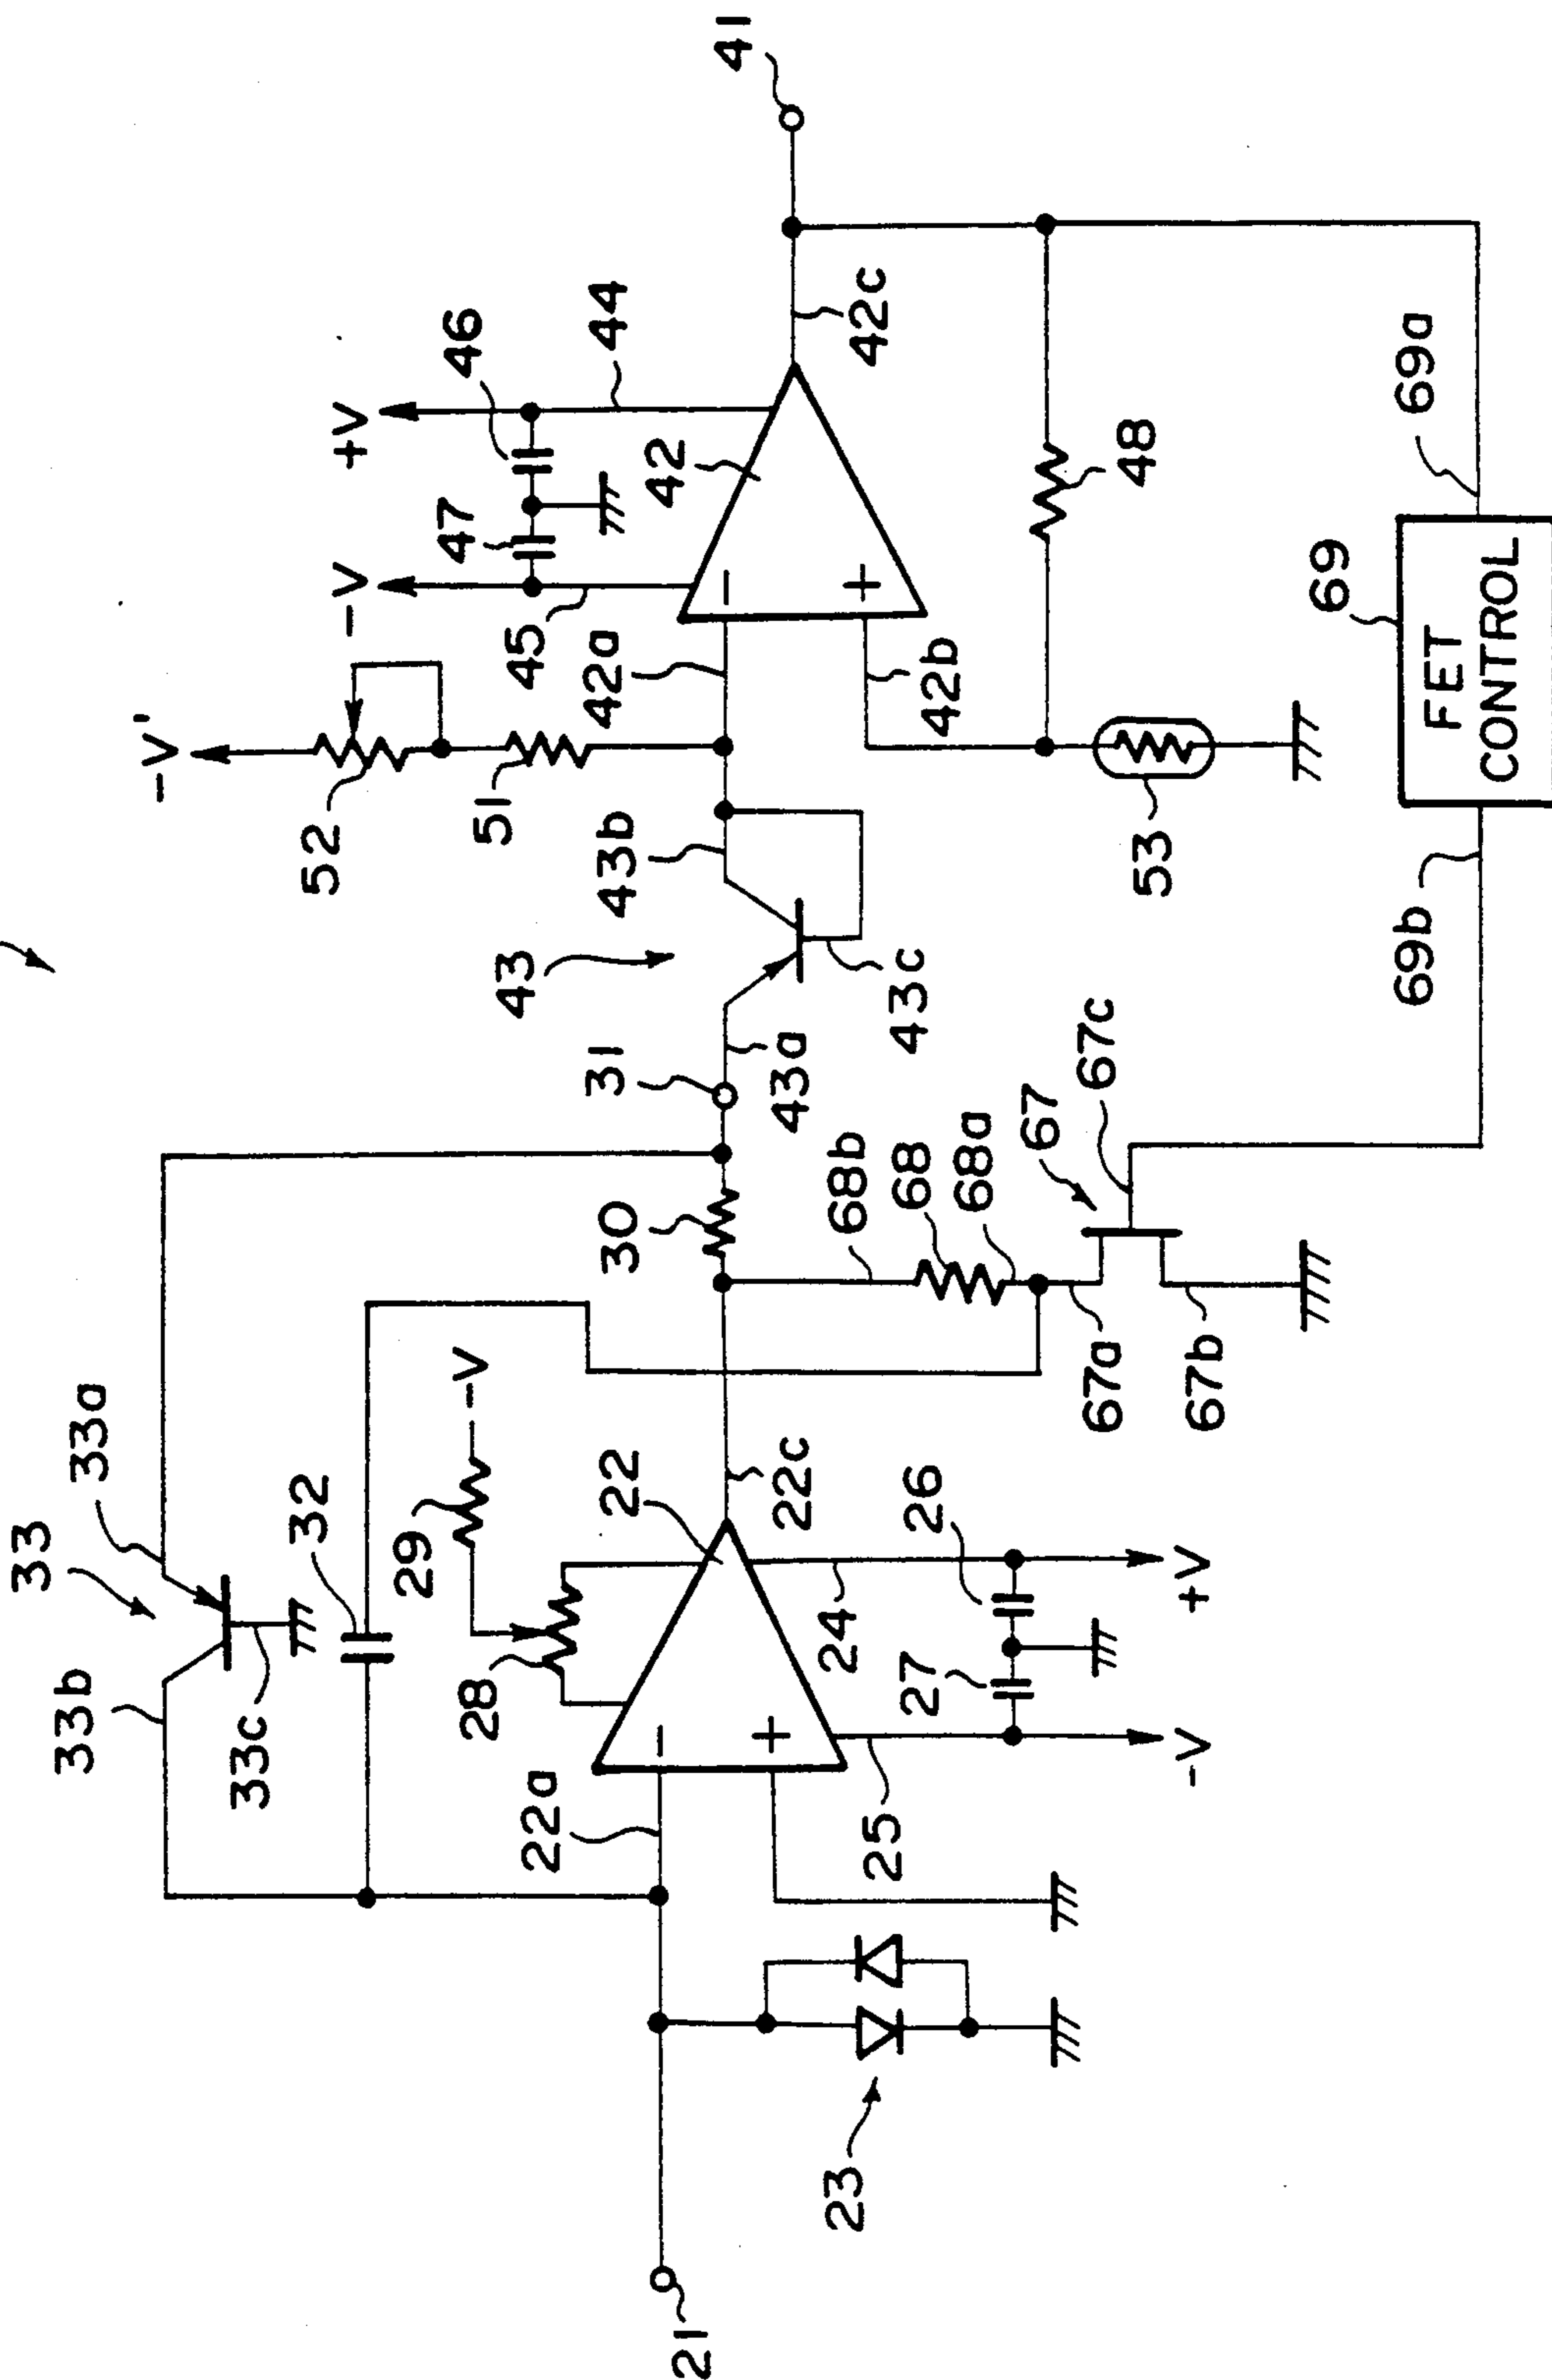 33
33a
33b
33c
32
29
-V
28
22
22a
22c
24
25
26
27
+V
-V
23
21
30
31
68b
68
68a
67
67a
67b
67c
43
43a
43b
43c
-V'
52
51
-V
+V
47
46
45
44
42
42a
42b
42c
41
48
53
69
69a
69b
FET
CONTROL
−
+
−
+